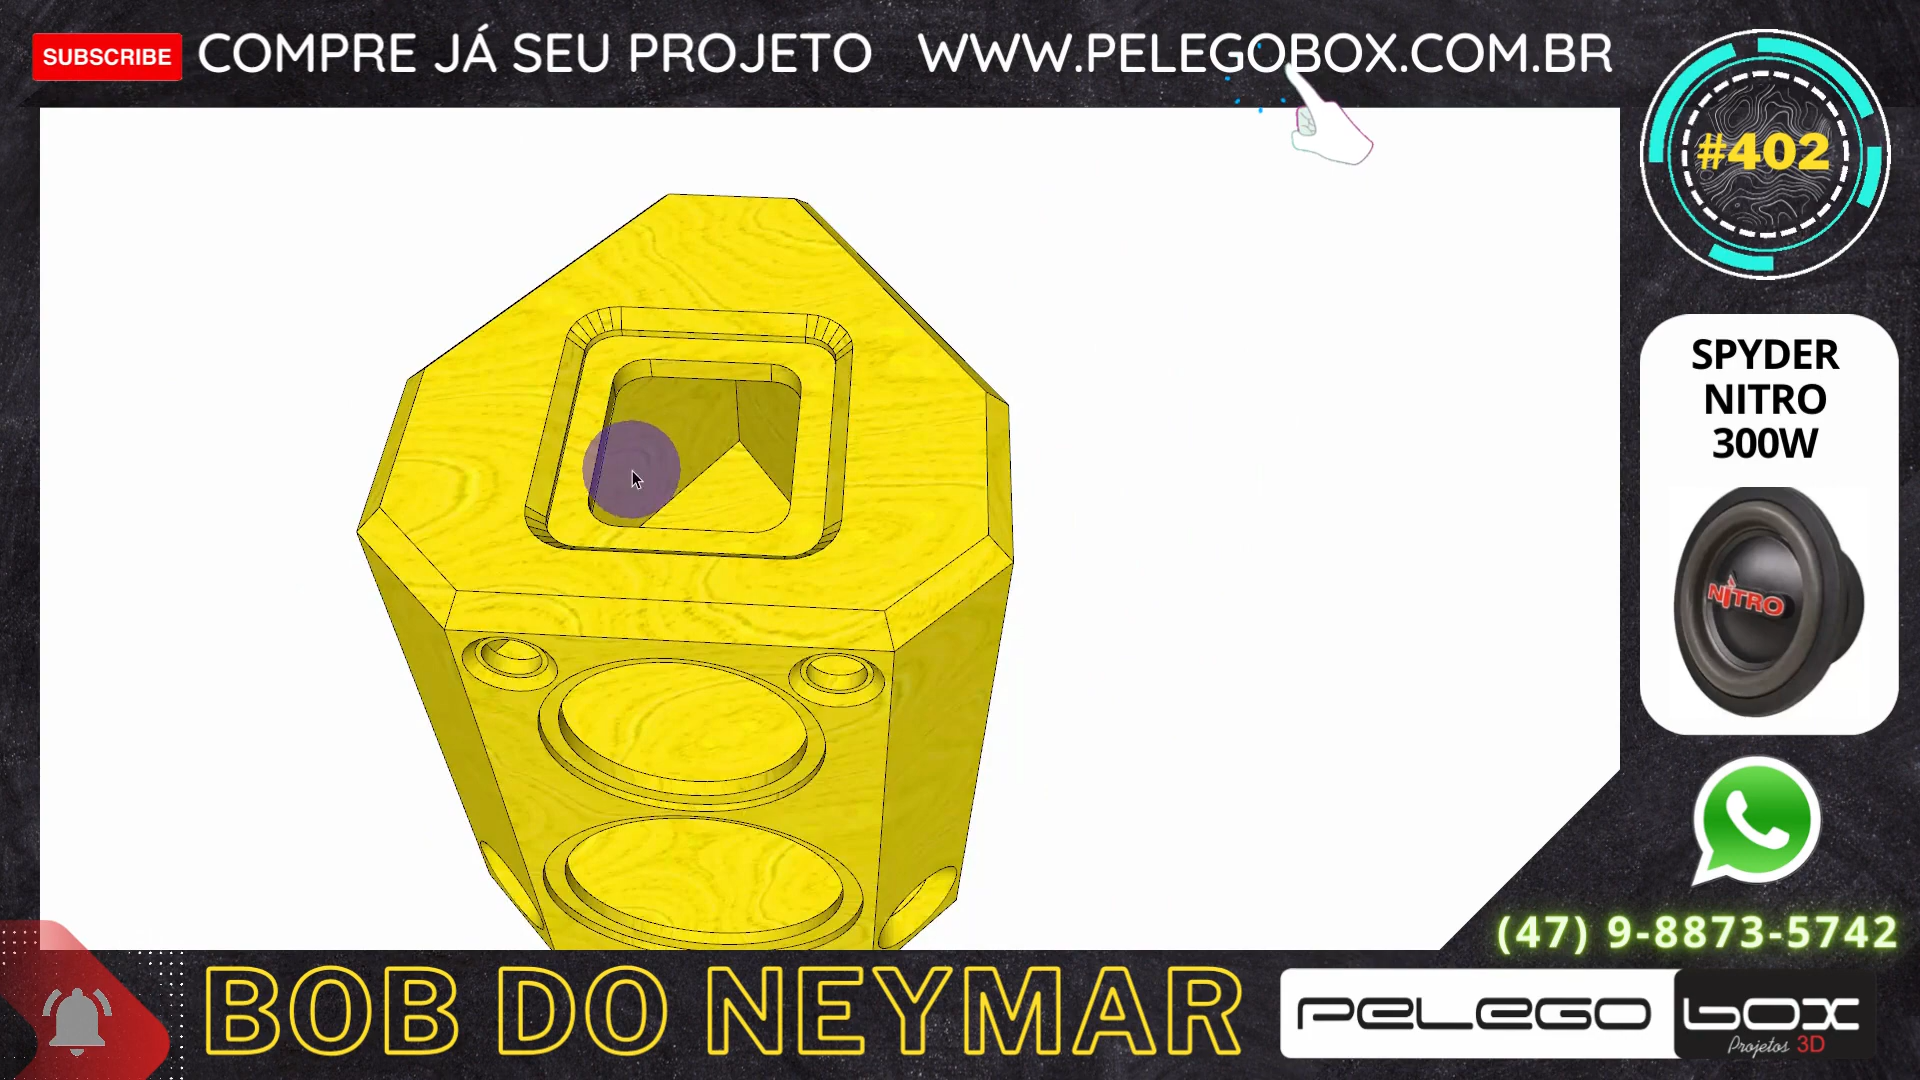 SUBSCRIBE COMPRE JÁ SEU PROJETO WWW.PELEGOBOX.COM.BR
#402
SPYDER
NITRO
300W
NITRO
(47) 9-8873-5742
BOB DO NEYMAR
PELEGO BOX
Projetos 3D